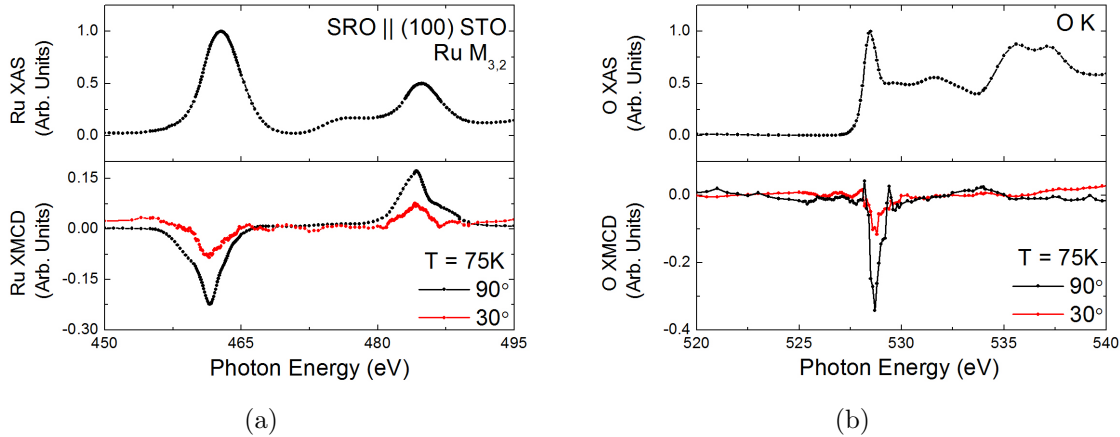 SRO || (100) STO
Ru M3,2
Ru XAS
(Arb. Units)
1.0
0.5
0.0
Ru XMCD
(Arb. Units)
0.15
0.00
-0.15
-0.30
T = 75K
90°
30°
450
465
480
495
Photon Energy (eV)
(a)
O K
O XAS
(Arb. Units)
1.0
0.5
0.0
O XMCD
(Arb. Units)
0.0
-0.2
-0.4
T = 75K
90°
30°
520
525
530
535
540
Photon Energy (eV)
(b)